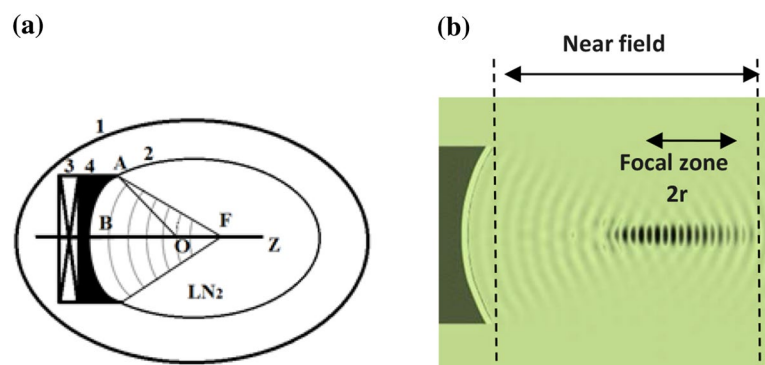 (a)
1
3 4 A 2
B
O
F
Z
LN₂
(b)
Near field
Focal zone
2r